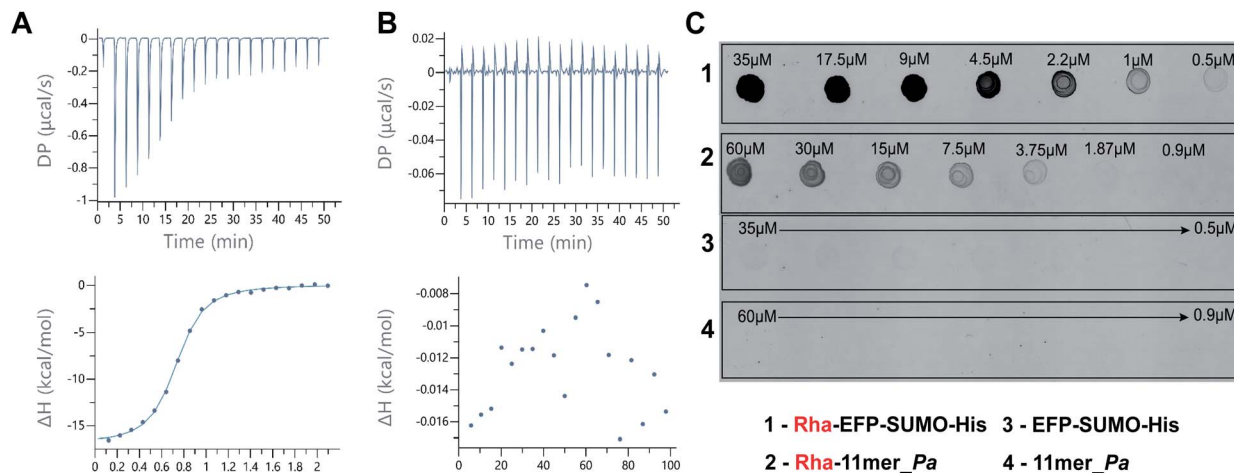 A
0
-0.2
-0.4
-0.6
-0.8
-1
DP (µcal/s)
0 5 10 15 20 25 30 35 40 45 50
Time (min)
0
-5
-10
-15
ΔH (kcal/mol)
0 0.2 0.4 0.6 0.8 1 1.2 1.4 1.6 1.8 2
B
0.02
0
-0.02
-0.04
-0.06
DP (µcal/s)
0 5 10 15 20 25 30 35 40 45 50
Time (min)
-0.008
-0.01
-0.012
-0.014
-0.016
ΔH (kcal/mol)
0 20 40 60 80 100
C
1
35µM 17.5µM 9µM 4.5µM 2.2µM 1µM 0.5µM
2
60µM 30µM 15µM 7.5µM 3.75µM 1.87µM 0.9µM
3
35µM 0.5µM
4
60µM 0.9µM
1 - Rha-EFP-SUMO-His 3 - EFP-SUMO-His
2 - Rha-11mer_Pa 4 - 11mer_Pa